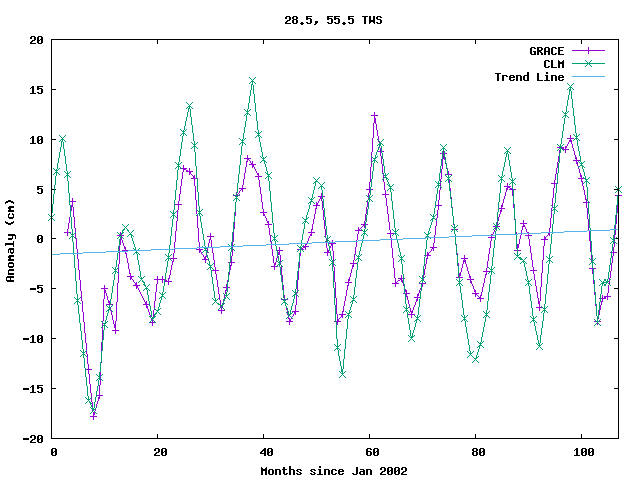 28.5, 55.5 TWS
GRACE
CLM
Trend Line
20
15
10
5
0
-5
-10
-15
-20
Anomaly (cm)
0 20 40 60 80 100
Months since Jan 2002